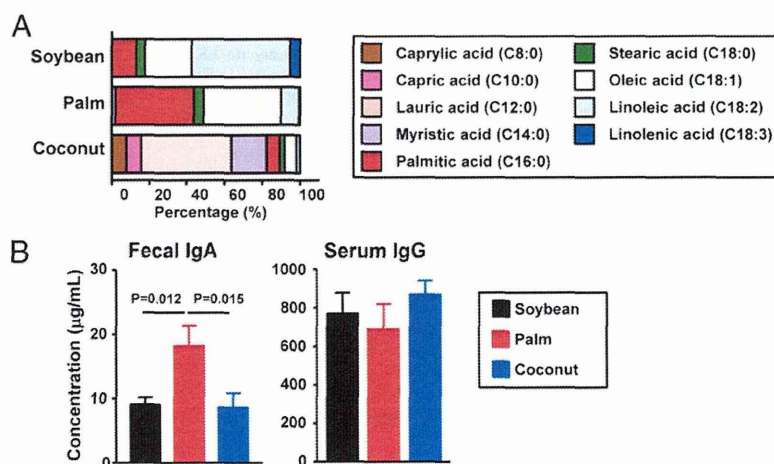 A
Soybean
Palm
Coconut
0 20 40 60 80 100
Percentage (%)
Caprylic acid (C8:0)
Capric acid (C10:0)
Lauric acid (C12:0)
Myristic acid (C14:0)
Palmitic acid (C16:0)
Stearic acid (C18:0)
Oleic acid (C18:1)
Linoleic acid (C18:2)
Linolenic acid (C18:3)
B
Fecal IgA
Concentration (μg/mL)
30
20
10
0
P=0.012 P=0.015
Serum IgG
1000
800
600
400
200
0
Soybean
Palm
Coconut